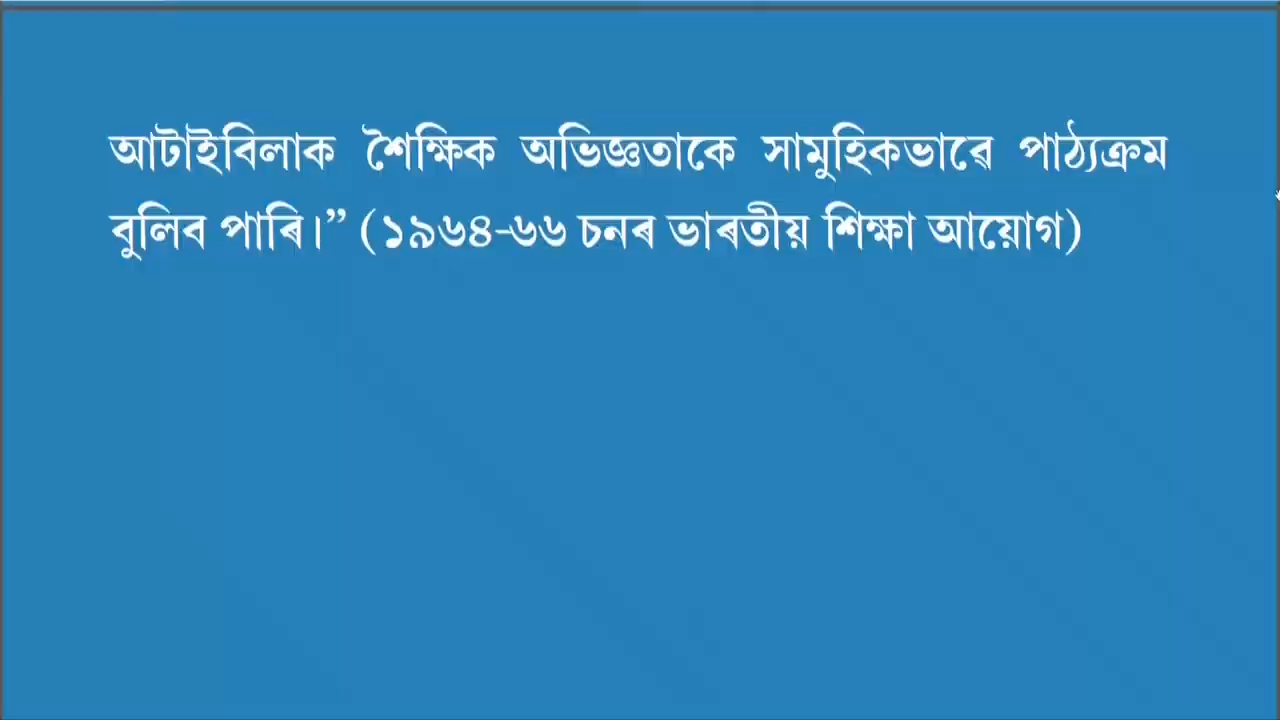 আটাইবিলাক শৈক্ষিক অভিজ্ঞতাকে সামুহিকভাৱে পাঠ্যক্ৰম
বুলিব পাৰি।” (১৯৬৪-৬৬ চনৰ ভাৰতীয় শিক্ষা আয়োগ)